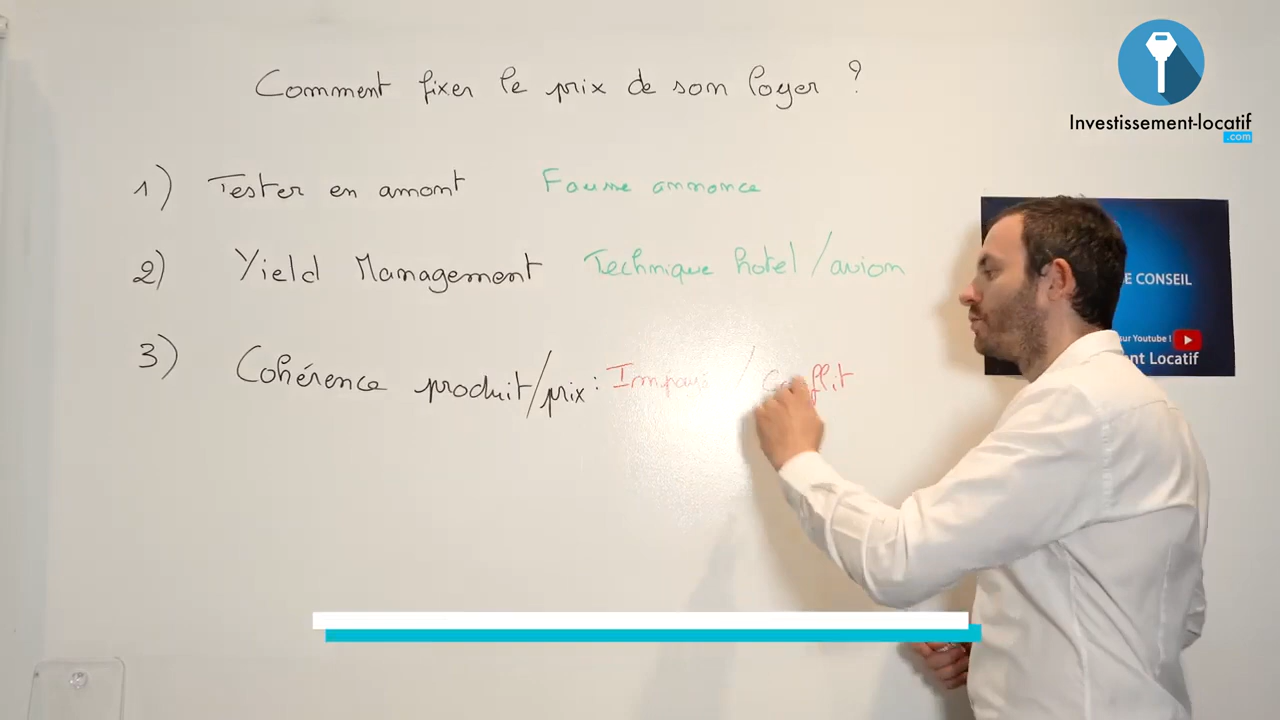 Comment fixer le prix de son loyer ?
Investissement-locatif
.com
1) Tester en amont Fausse annonce
2) Yield Management Technique hotel/avion
E CONSEIL
3) Cohérence produit/prix: Impayés / Conflit
sur Youtube !
nt Locatif